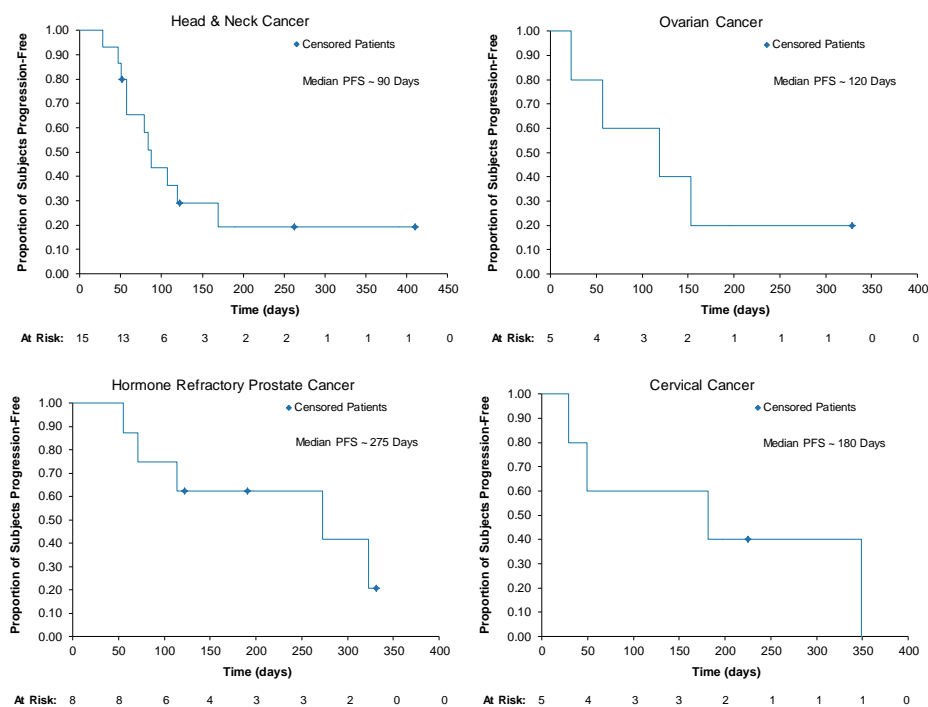 Head & Neck Cancer
Censored Patients
Median PFS ~ 90 Days
Proportion of Subjects Progression-Free
1.00
0.90
0.80
0.70
0.60
0.50
0.40
0.30
0.20
0.10
0.00
0 50 100 150 200 250 300 350 400 450
Time (days)
At Risk: 15 13 6 3 2 2 1 1 1 0
Ovarian Cancer
Censored Patients
Median PFS ~ 120 Days
Proportion of Subjects Progression-Free
1.00
0.90
0.80
0.70
0.60
0.50
0.40
0.30
0.20
0.10
0.00
0 50 100 150 200 250 300 350 400
Time (days)
At Risk: 5 4 3 2 1 1 1 0 0
Hormone Refractory Prostate Cancer
Censored Patients
Median PFS ~ 275 Days
Proportion of Subjects Progression-Free
1.00
0.90
0.80
0.70
0.60
0.50
0.40
0.30
0.20
0.10
0.00
0 50 100 150 200 250 300 350 400
Time (days)
At Risk: 8 8 6 4 3 3 2 0 0
Cervical Cancer
Censored Patients
Median PFS ~ 180 Days
Proportion of Subjects Progression-Free
1.00
0.90
0.80
0.70
0.60
0.50
0.40
0.30
0.20
0.10
0.00
0 50 100 150 200 250 300 350 400
Time (days)
At Risk: 5 4 3 3 2 1 1 1 0